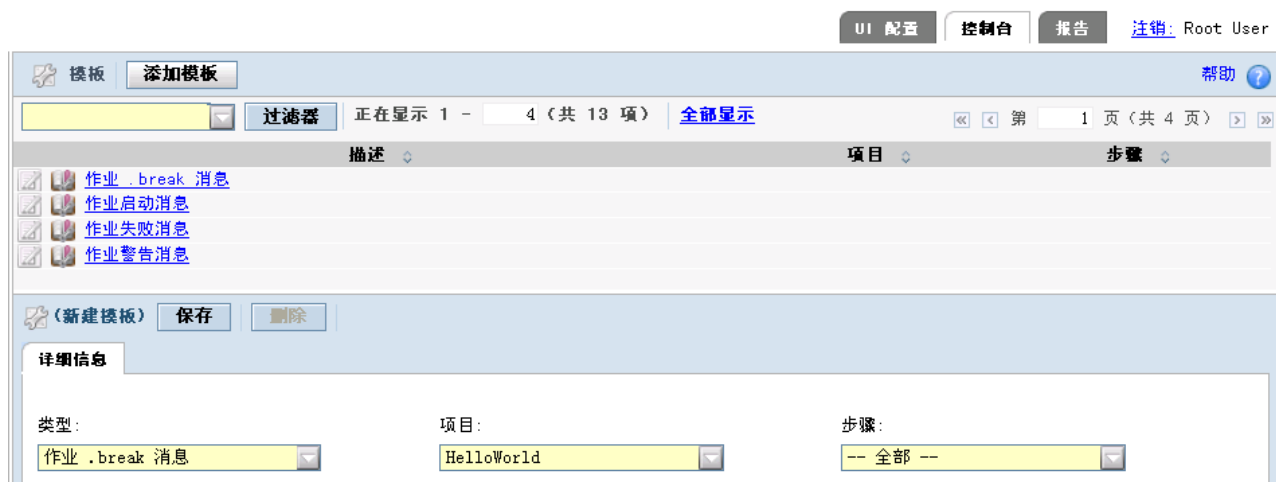 UI 配置 控制台 报告 注销: Root User
模板 添加模板 帮助
过滤器 正在显示 1 - 4 (共 13 项) 全部显示 第 1 页 (共 4 页)
描述 项目 步骤
作业 .break 消息
作业启动消息
作业失败消息
作业警告消息
(新建模板) 保存 删除
详细信息
类型: 项目: 步骤:
作业 .break 消息 HelloWorld -- 全部 --